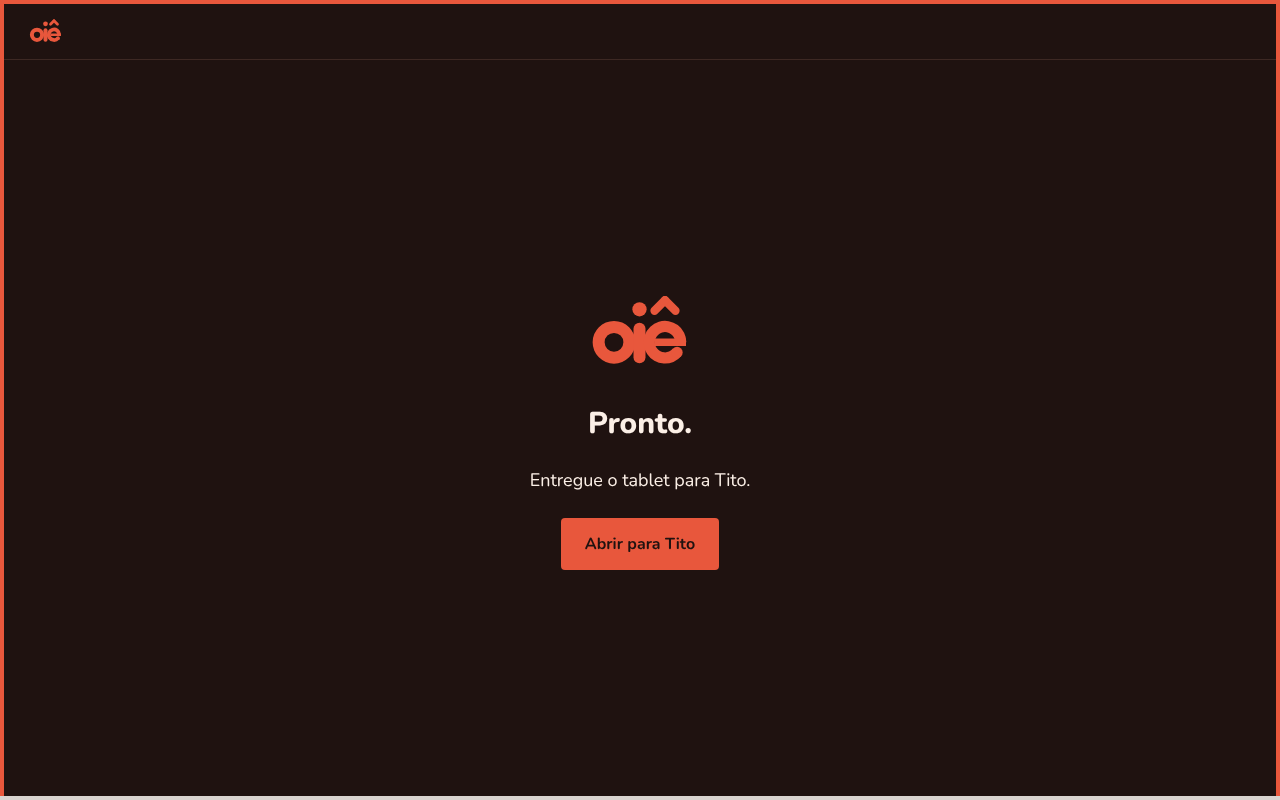 oiê
oiê
Pronto.
Entregue o tablet para Tito.
Abrir para Tito